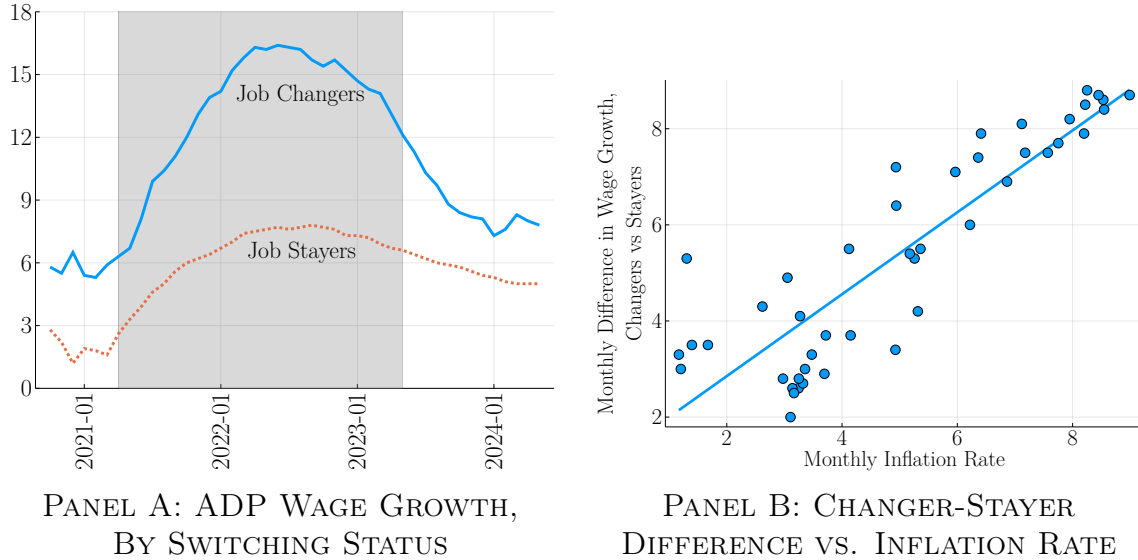 18
15
12
9
6
3
0
Job Changers
Job Stayers
2021-01
2022-01
2023-01
2024-01
PANEL A: ADP WAGE GROWTH,
BY SWITCHING STATUS
Monthly Difference in Wage Growth,
Changers vs Stayers
8
6
4
2
2
4
6
8
Monthly Inflation Rate
PANEL B: CHANGER-STAYER
DIFFERENCE VS. INFLATION RATE